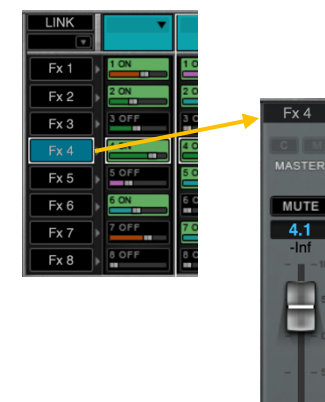 LINK
Fx 1 1 ON
Fx 2 2 ON
Fx 3 3 OFF
Fx 4
Fx 5 5 OFF
Fx 6 6 ON
Fx 7 7 OFF
Fx 8 8 OFF
Fx 4
C M
MASTER
MUTE
4.1
-Inf